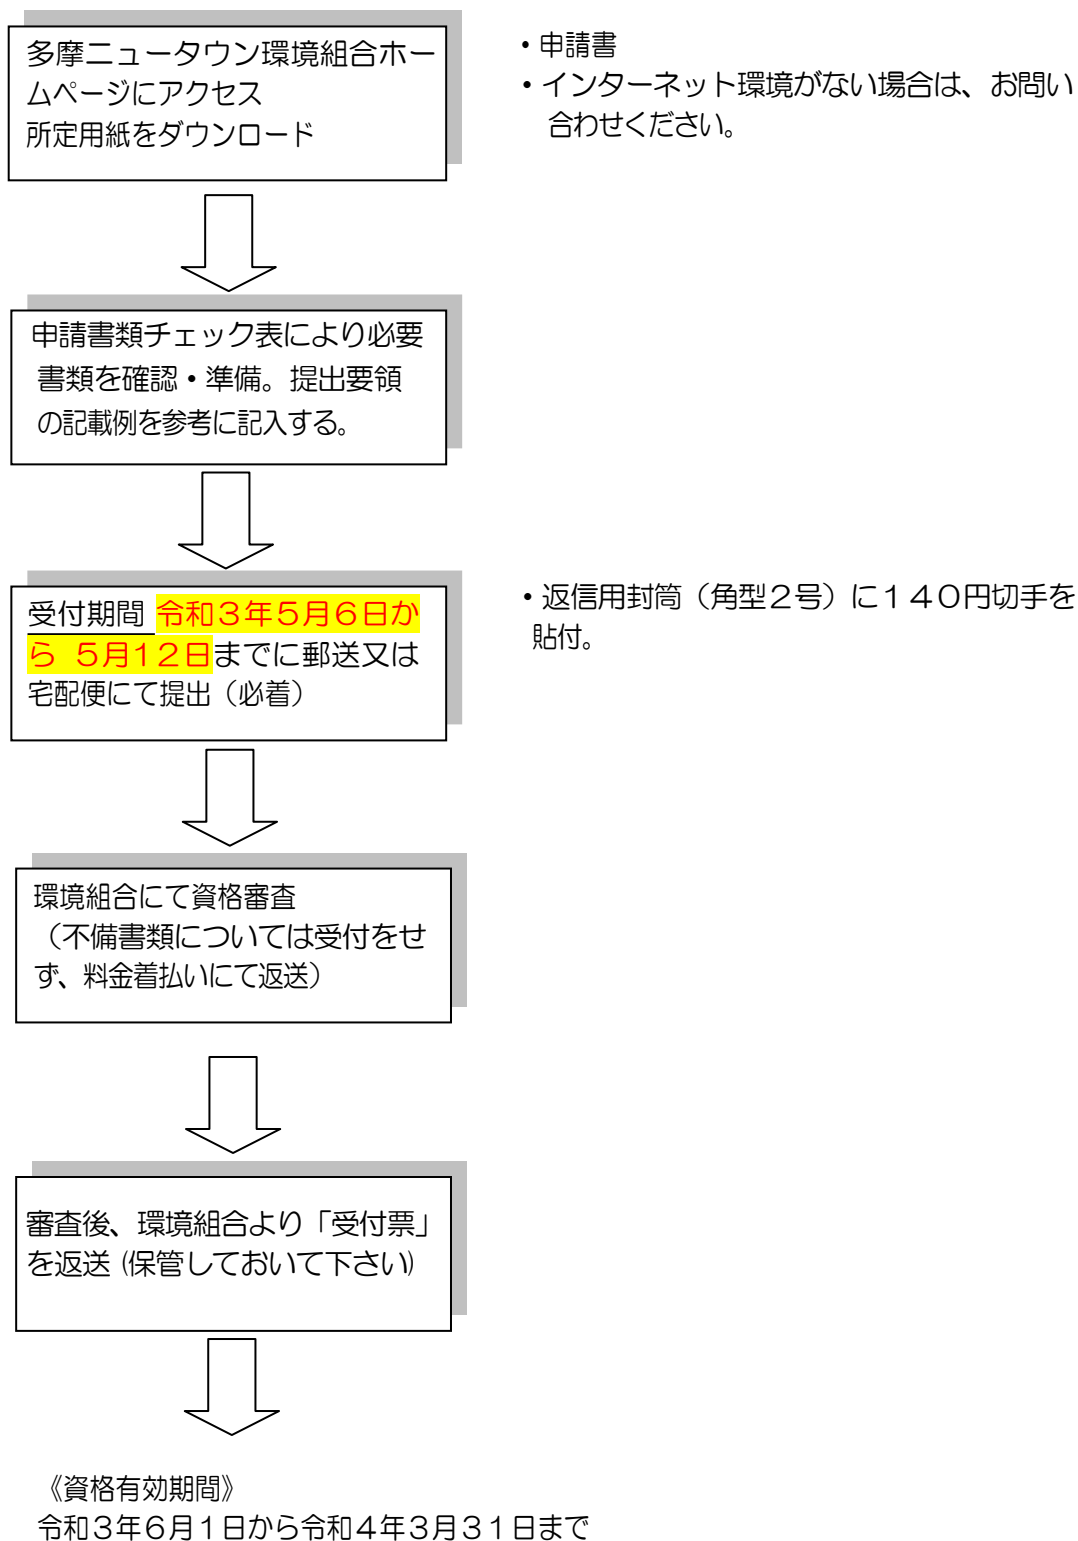 多摩ニュータウン環境組合ホー
ムページにアクセス
所定用紙をダウンロード
・申請書
・インターネット環境がない場合は、お問い
合わせください。
申請書類チェック表により必要
書類を確認・準備。提出要領
の記載例を参考に記入する。
受付期間 令和３年５月６日か
ら ５月１２日までに郵送又は
宅配便にて提出（必着）
・返信用封筒（角型２号）に１４０円切手を
貼付。
環境組合にて資格審査
（不備書類については受付をせ
ず、料金着払いにて返送）
審査後、環境組合より「受付票」
を返送(保管しておいて下さい)
《資格有効期間》
令和３年６月１日から令和４年３月３１日まで